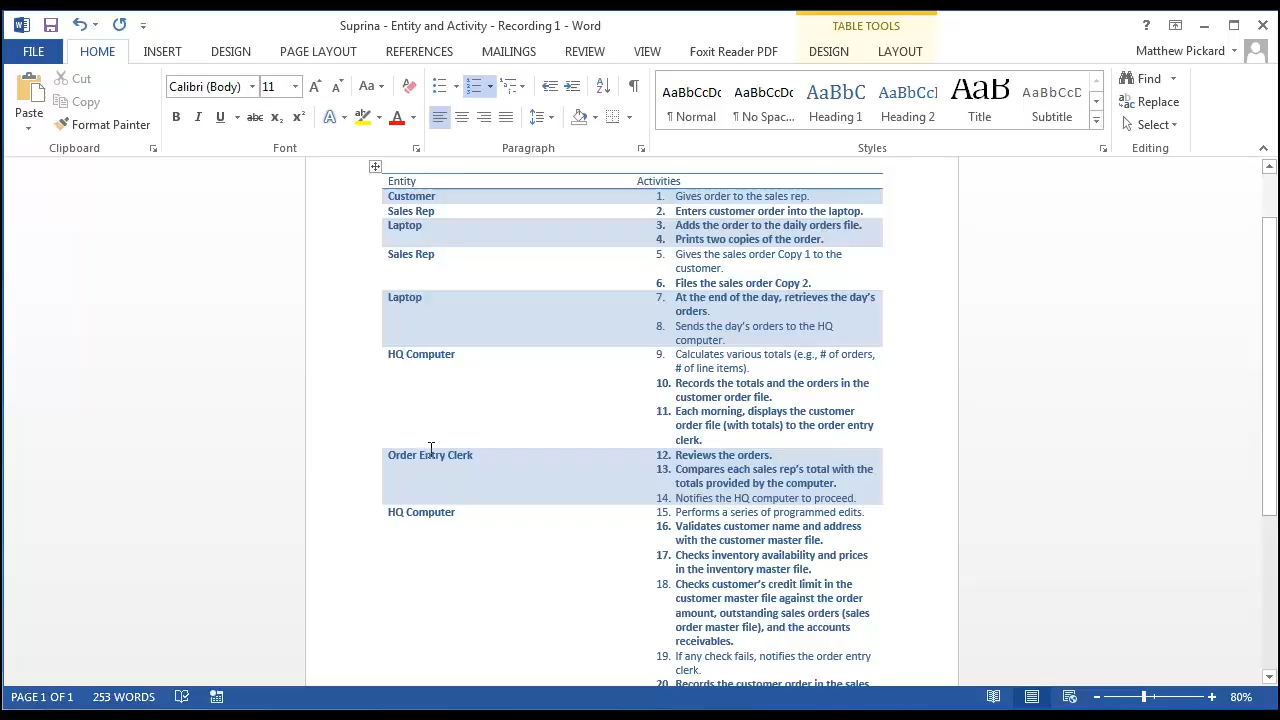 Suprina - Entity and Activity - Recording 1 - Word
TABLE TOOLS
FILE
HOME
INSERT
DESIGN
PAGE LAYOUT
REFERENCES
MAILINGS
REVIEW
VIEW
Foxit Reader PDF
DESIGN
LAYOUT
Matthew Pickard
Paste
Cut
Copy
Format Painter
Clipboard
Calibri (Body)
11
Font
Paragraph
AaBbCcDc
¶ Normal
AaBbCcDc
¶ No Spac...
AaBbC
Heading 1
AaBbCcI
Heading 2
AaB
Title
AaBbCcD
Subtitle
Styles
Find
Replace
Select
Editing
Entity Activities
Customer 1. Gives order to the sales rep.
Sales Rep 2. Enters customer order into the laptop.
Laptop 3. Adds the order to the daily orders file.
4. Prints two copies of the order.
Sales Rep 5. Gives the sales order Copy 1 to the
customer.
6. Files the sales order Copy 2.
Laptop 7. At the end of the day, retrieves the day's
orders.
8. Sends the day's orders to the HQ
computer.
HQ Computer 9. Calculates various totals (e.g., # of orders,
# of line items).
10. Records the totals and the orders in the
customer order file.
11. Each morning, displays the customer
order file (with totals) to the order entry
clerk.
Order Entry Clerk 12. Reviews the orders.
13. Compares each sales rep's total with the
totals provided by the computer.
14. Notifies the HQ computer to proceed.
HQ Computer 15. Performs a series of programmed edits.
16. Validates customer name and address
with the customer master file.
17. Checks inventory availability and prices
in the inventory master file.
18. Checks customer's credit limit in the
customer master file against the order
amount, outstanding sales orders (sales
order master file), and the accounts
receivables.
19. If any check fails, notifies the order entry
clerk.
20. Records the customer order in the sales
PAGE 1 OF 1
253 WORDS
80%